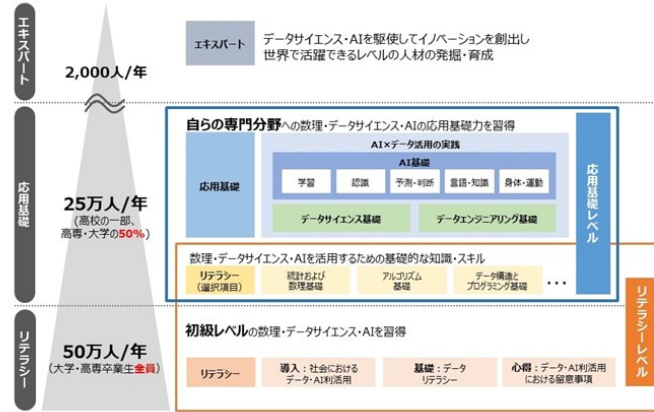 エキスパート
2,000人/年
エキスパート
データサイエンス・AIを駆使してイノベーションを創出し
世界で活躍できるレベルの人材の発掘・育成
応用基礎
25万人/年
(高校の一部、
高専・大学の50%)
自らの専門分野への数理・データサイエンス・AIの応用基礎力を習得
応用基礎
AI×データ活用の実践
AI基礎
学習
認識
予測・判断
言語・知識
身体・運動
データサイエンス基礎
データエンジニアリング基礎
応用基礎レベル
数理・データサイエンス・AIを活用するための基礎的な知識・スキル
リテラシー
(選択項目)
統計および
数理基礎
アルゴリズム
基礎
データ構造と
プログラミング基礎
・・・
リテラシーレベル
リテラシー
50万人/年
(大学・高専卒業生全員)
初級レベルの数理・データサイエンス・AIを習得
リテラシー
導入：社会における
データ・AI利活用
基礎：データ
リテラシー
心得：データ・AI利活用
における留意事項